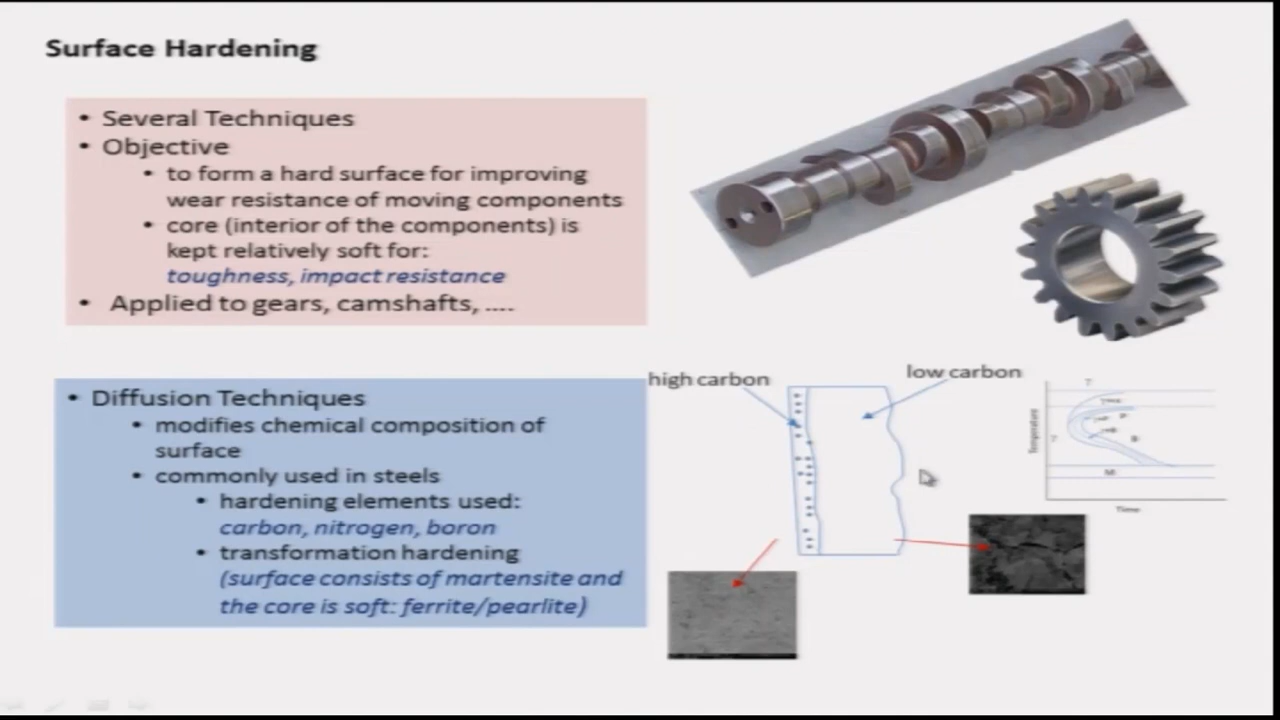 Surface Hardening
• Several Techniques
• Objective
• to form a hard surface for improving
wear resistance of moving components
• core (interior of the components) is
kept relatively soft for:
toughness, impact resistance
• Applied to gears, camshafts, ....
• Diffusion Techniques
• modifies chemical composition of
surface
• commonly used in steels
• hardening elements used:
carbon, nitrogen, boron
• transformation hardening
(surface consists of martensite and
the core is soft: ferrite/pearlite)
high carbon
low carbon
Temperature
Time